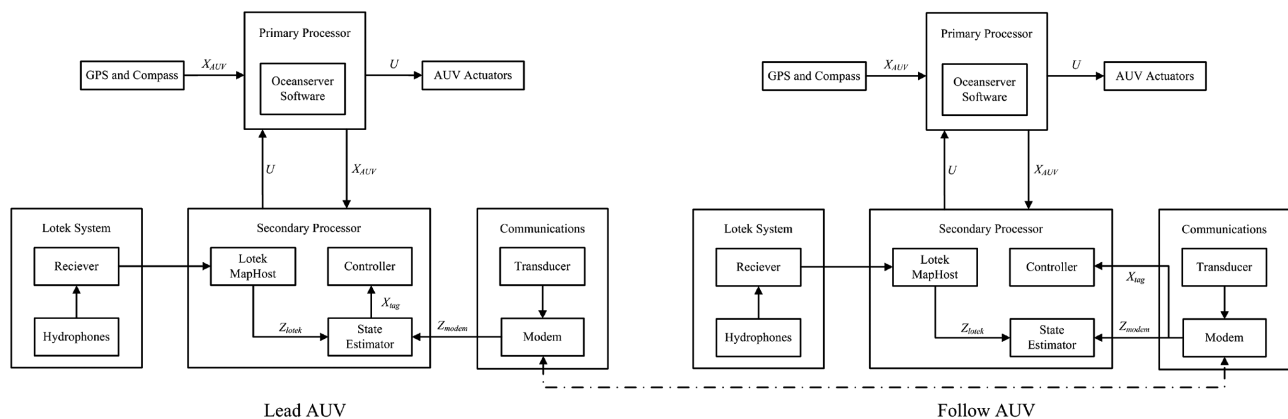 Primary Processor
GPS and Compass
X_AUV
Oceanserver
Software
U
AUV Actuators
U
X_AUV
Lotek System
Reciever
Hydrophones
Secondary Processor
Lotek
MapHost
Controller
X_tag
Z_lotek
State
Estimator
Z_modem
Communications
Transducer
Modem
Lead AUV
Primary Processor
GPS and Compass
X_AUV
Oceanserver
Software
U
AUV Actuators
U
X_AUV
Lotek System
Reciever
Hydrophones
Secondary Processor
Lotek
MapHost
Controller
X_tag
Z_lotek
State
Estimator
Z_modem
Communications
Transducer
Modem
Follow AUV